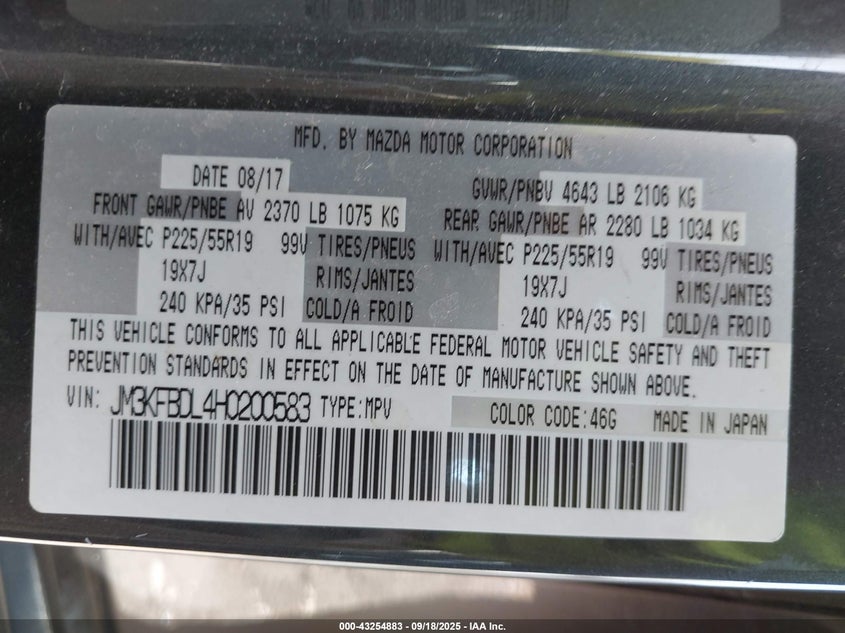 MFD. BY MAZDA MOTOR CORPORATION
DATE 08/17
GVWR/PNBV 4643 LB 2106 KG
FRONT GAWR/PNBE AV 2370 LB 1075 KG
REAR GAWR/PNBE AR 2280 LB 1034 KG
WITH/AVEC P225/55R19 99V TIRES/PNEUS WITH/AVEC P225/55R19 99V TIRES/PNEUS
19X7J RIMS/JANTES 19X7J RIMS/JANTES
240 KPA/35 PSI COLD/A FROID 240 KPA/35 PSI COLD/A FROID
THIS VEHICLE CONFORMS TO ALL APPLICABLE FEDERAL MOTOR VEHICLE SAFETY AND THEFT
PREVENTION STANDARDS IN EFFECT ON THE DATE OF MANUFACTURE SHOWN ABOVE.
VIN: JM3KFBDL4H0200583 TYPE:MPV COLOR CODE:46G MADE IN JAPAN
000-43254883 - 09/18/2025 - IAA Inc.